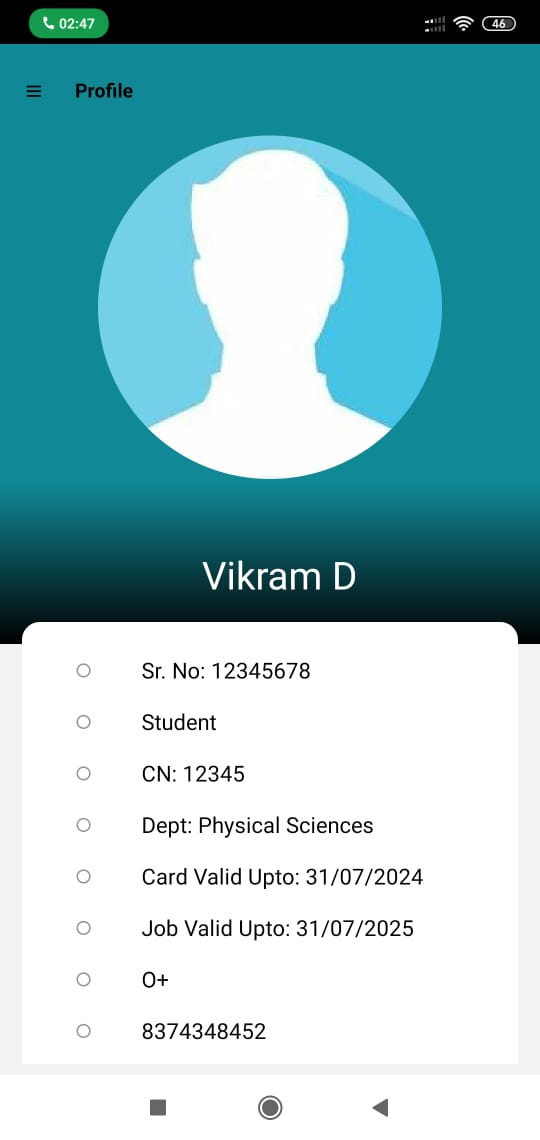 02:47
46
Profile
Vikram D
Sr. No: 12345678
Student
CN: 12345
Dept: Physical Sciences
Card Valid Upto: 31/07/2024
Job Valid Upto: 31/07/2025
O+
8374348452